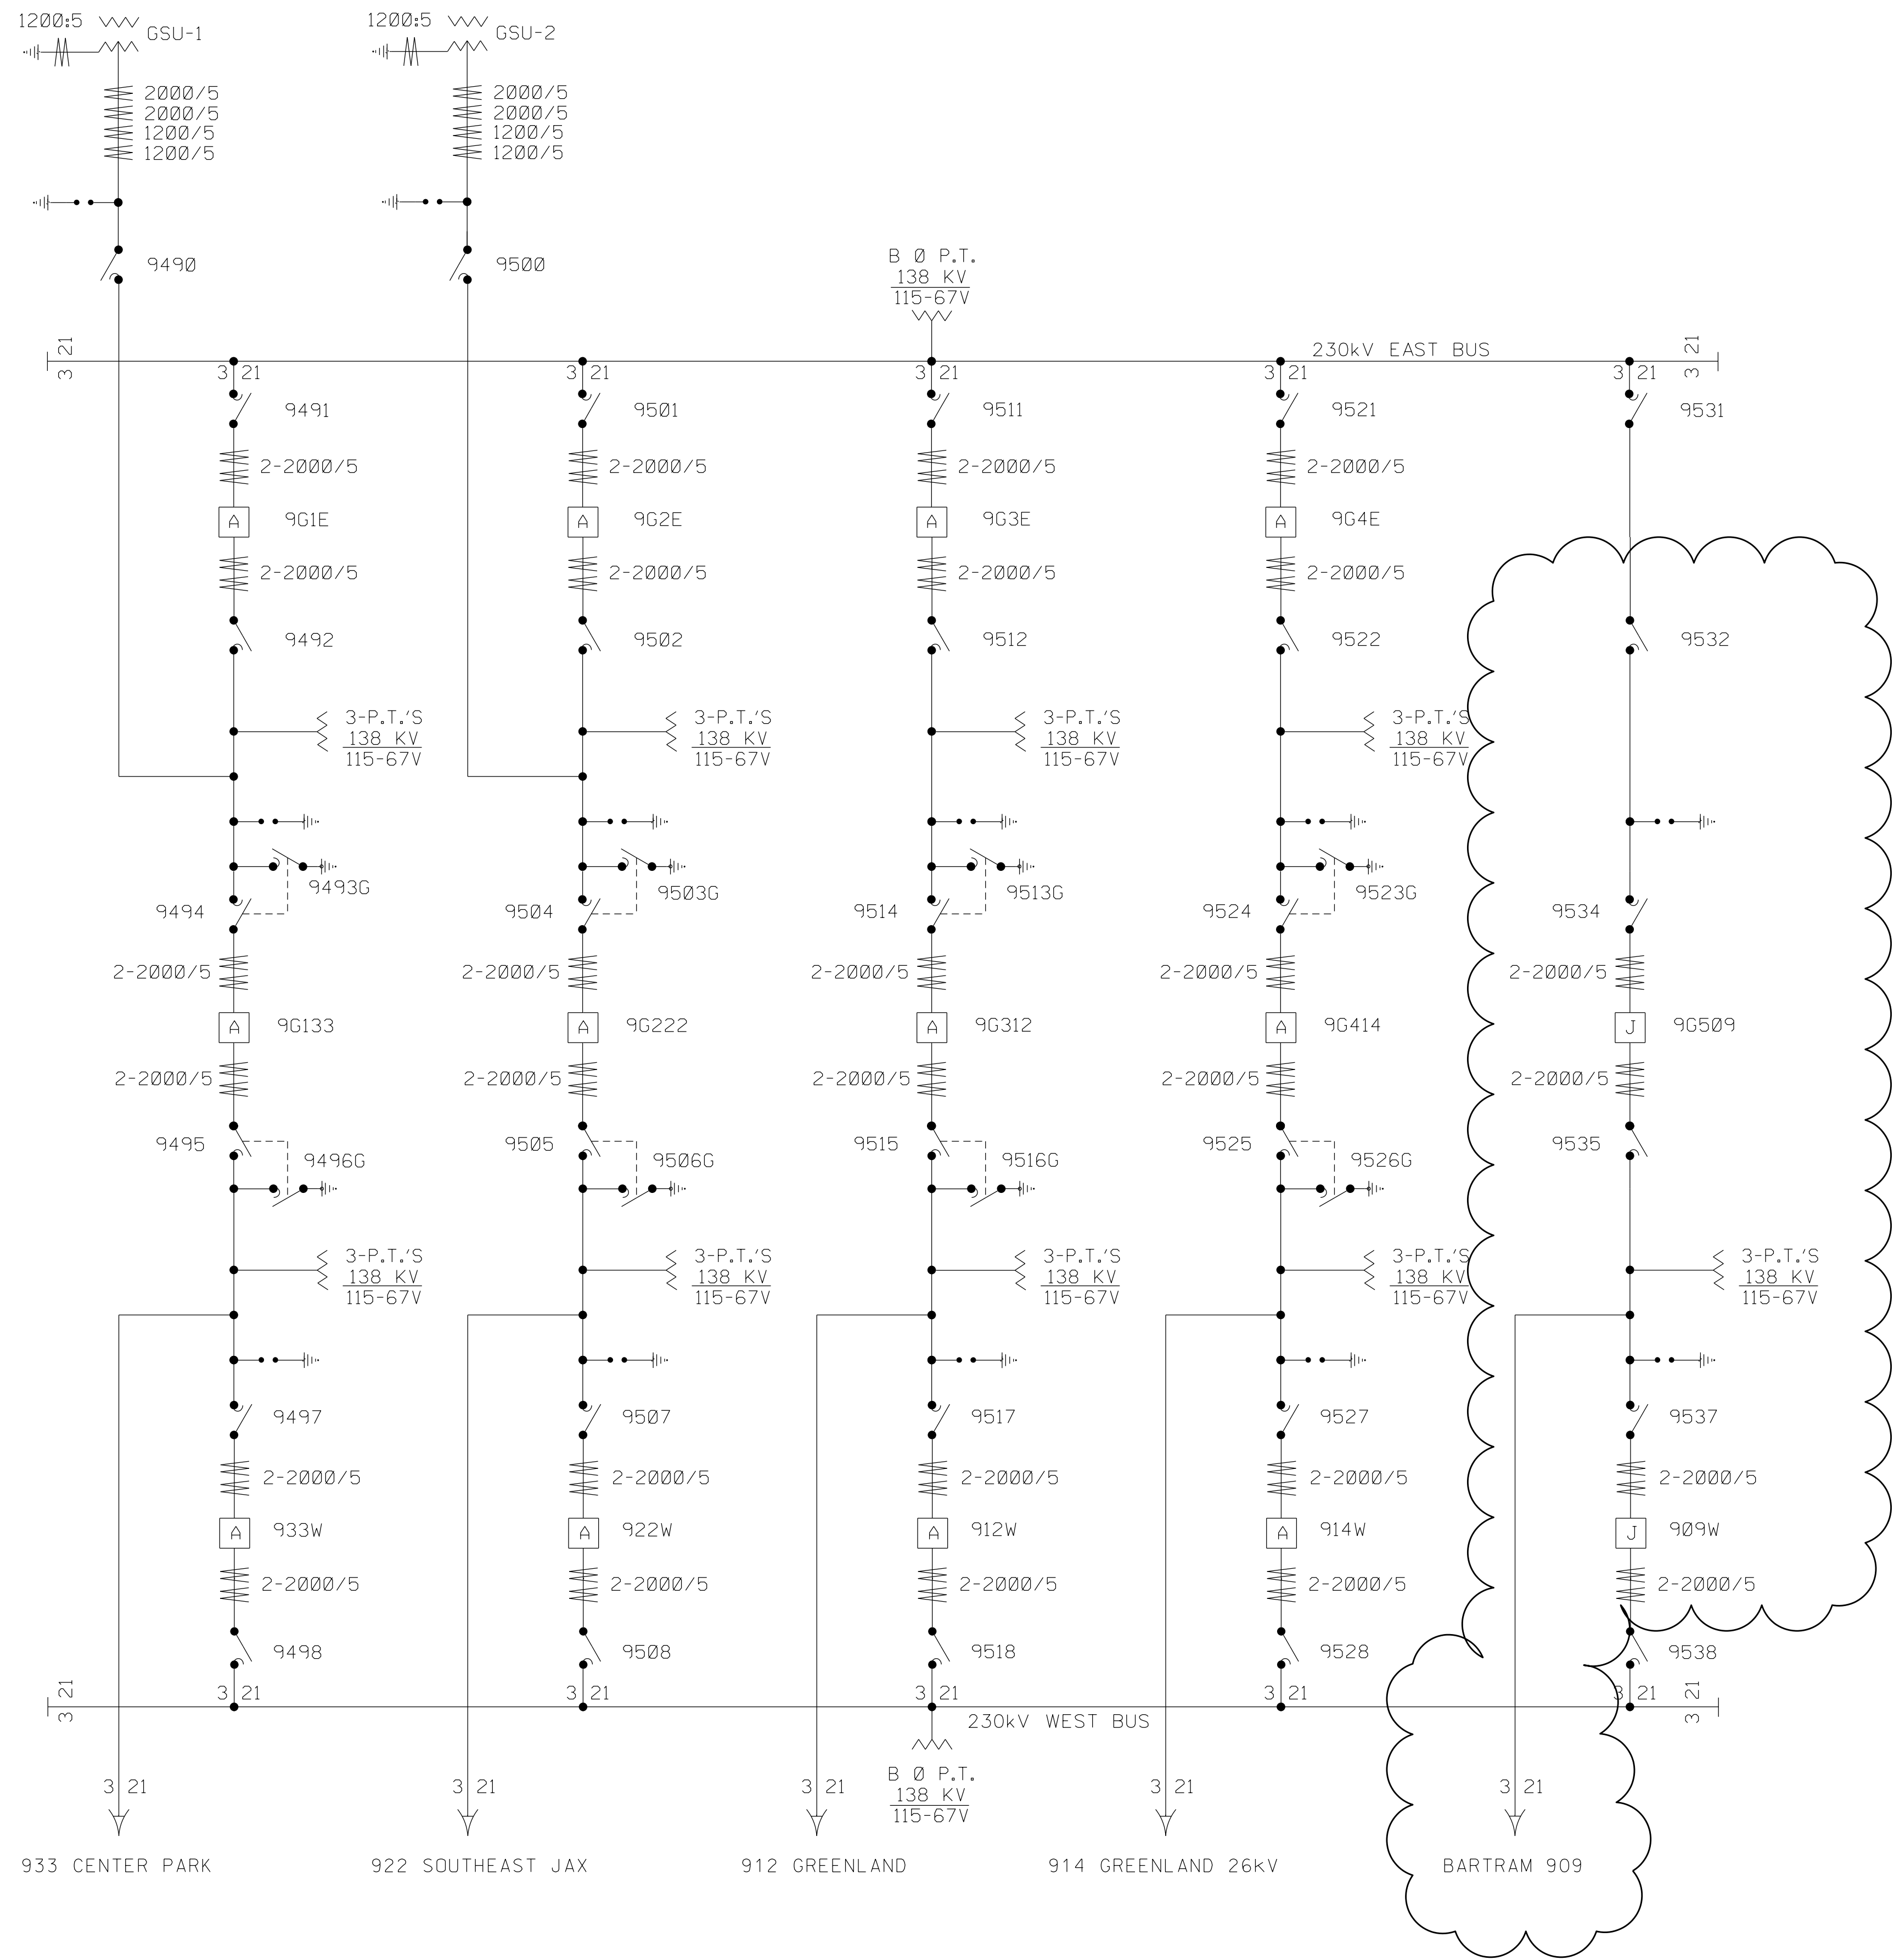 1200:5
GSU-1
1200:5
GSU-2
2000/5
2000/5
1200/5
1200/5
2000/5
2000/5
1200/5
1200/5
9490
9500
B Ø P.T.
138 KV
115-67V
3 21
230kV EAST BUS
3 21
3 21
3 21
3 21
3 21
3 21
9491
9501
9511
9521
9531
2-2000/5
2-2000/5
2-2000/5
2-2000/5
A
9G1E
A
9G2E
A
9G3E
A
9G4E
2-2000/5
2-2000/5
2-2000/5
2-2000/5
9492
9502
9512
9522
9532
3-P.T.'S
138 KV
115-67V
3-P.T.'S
138 KV
115-67V
3-P.T.'S
138 KV
115-67V
3-P.T.'S
138 KV
115-67V
9493G
9503G
9513G
9523G
9494
9504
9514
9524
9534
2-2000/5
2-2000/5
2-2000/5
2-2000/5
2-2000/5
A
9G133
A
9G222
A
9G312
A
9G414
J
9G509
2-2000/5
2-2000/5
2-2000/5
2-2000/5
2-2000/5
9495
9505
9515
9525
9535
9496G
9506G
9516G
9526G
3-P.T.'S
138 KV
115-67V
3-P.T.'S
138 KV
115-67V
3-P.T.'S
138 KV
115-67V
3-P.T.'S
138 KV
115-67V
3-P.T.'S
138 KV
115-67V
9497
9507
9517
9527
9537
2-2000/5
2-2000/5
2-2000/5
2-2000/5
2-2000/5
A
933W
A
922W
A
912W
A
914W
J
909W
2-2000/5
2-2000/5
2-2000/5
2-2000/5
2-2000/5
9498
9508
9518
9528
9538
3 21
3 21
3 21
3 21
3 21
3 21
3 21
230kV WEST BUS
B Ø P.T.
138 KV
115-67V
3 21
3 21
3 21
3 21
3 21
933 CENTER PARK
922 SOUTHEAST JAX
912 GREENLAND
914 GREENLAND 26kV
BARTRAM 909